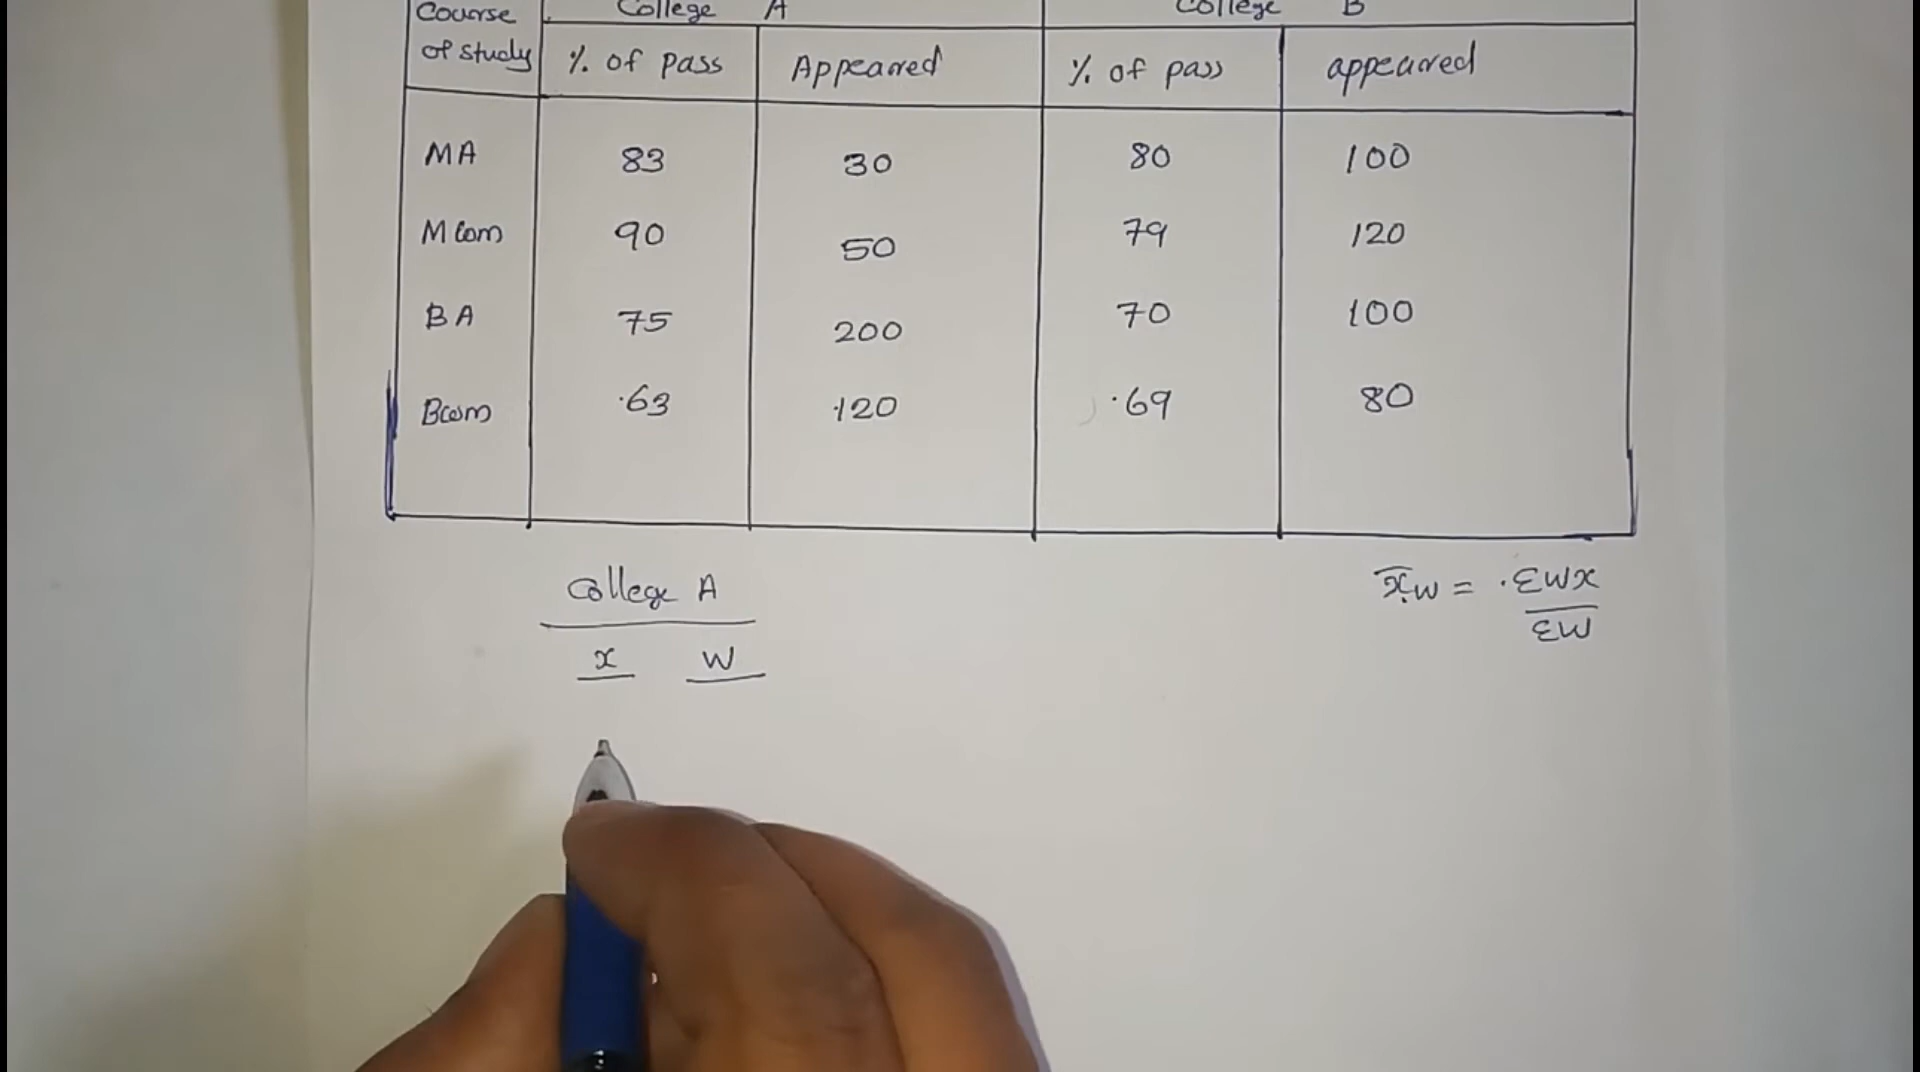 Course of study College A College B
% of pass Appeared % of pass appeared
MA 83 30 80 100
M Com 90 50 79 120
BA 75 200 70 100
Bcom .63 .120 .69 80
College A
x W
x̄w = Σwx
Σw